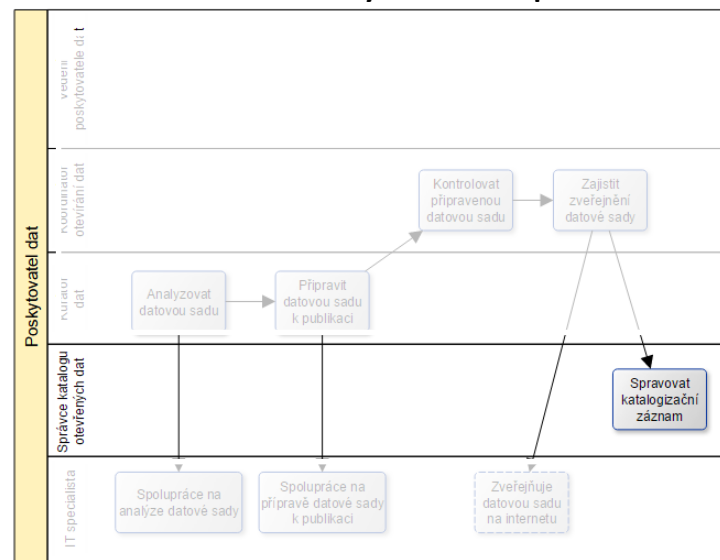 Poskytovatel dat
poskytovatele dat
otevírání dat
Kurátor
dat
Správce katalogu
otevřených dat
IT specialista
Kontrolovat
připravenou
datovou sadu
Zajistit
zveřejnění
datové sady
Analyzovat
datovou sadu
Připravit
datovou sadu
k publikaci
Spravovat
katalogizační
záznam
Spolupráce na
analýze datové sady
Spolupráce na
přípravě datové sady
k publikaci
Zveřejňuje
datovou sadu
na internetu